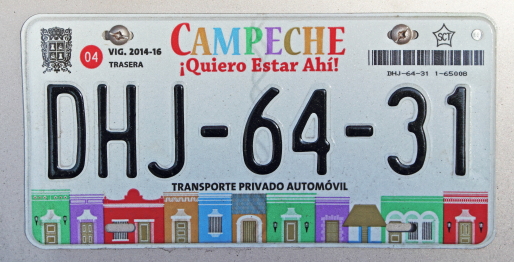 04
VIG. 2014-16
TRASERA
CAMPECHE
¡Quiero Estar Ahí!
SCT
DHJ-64-31 1-65008
DHJ-64-31
TRANSPORTE PRIVADO AUTOMÓVIL